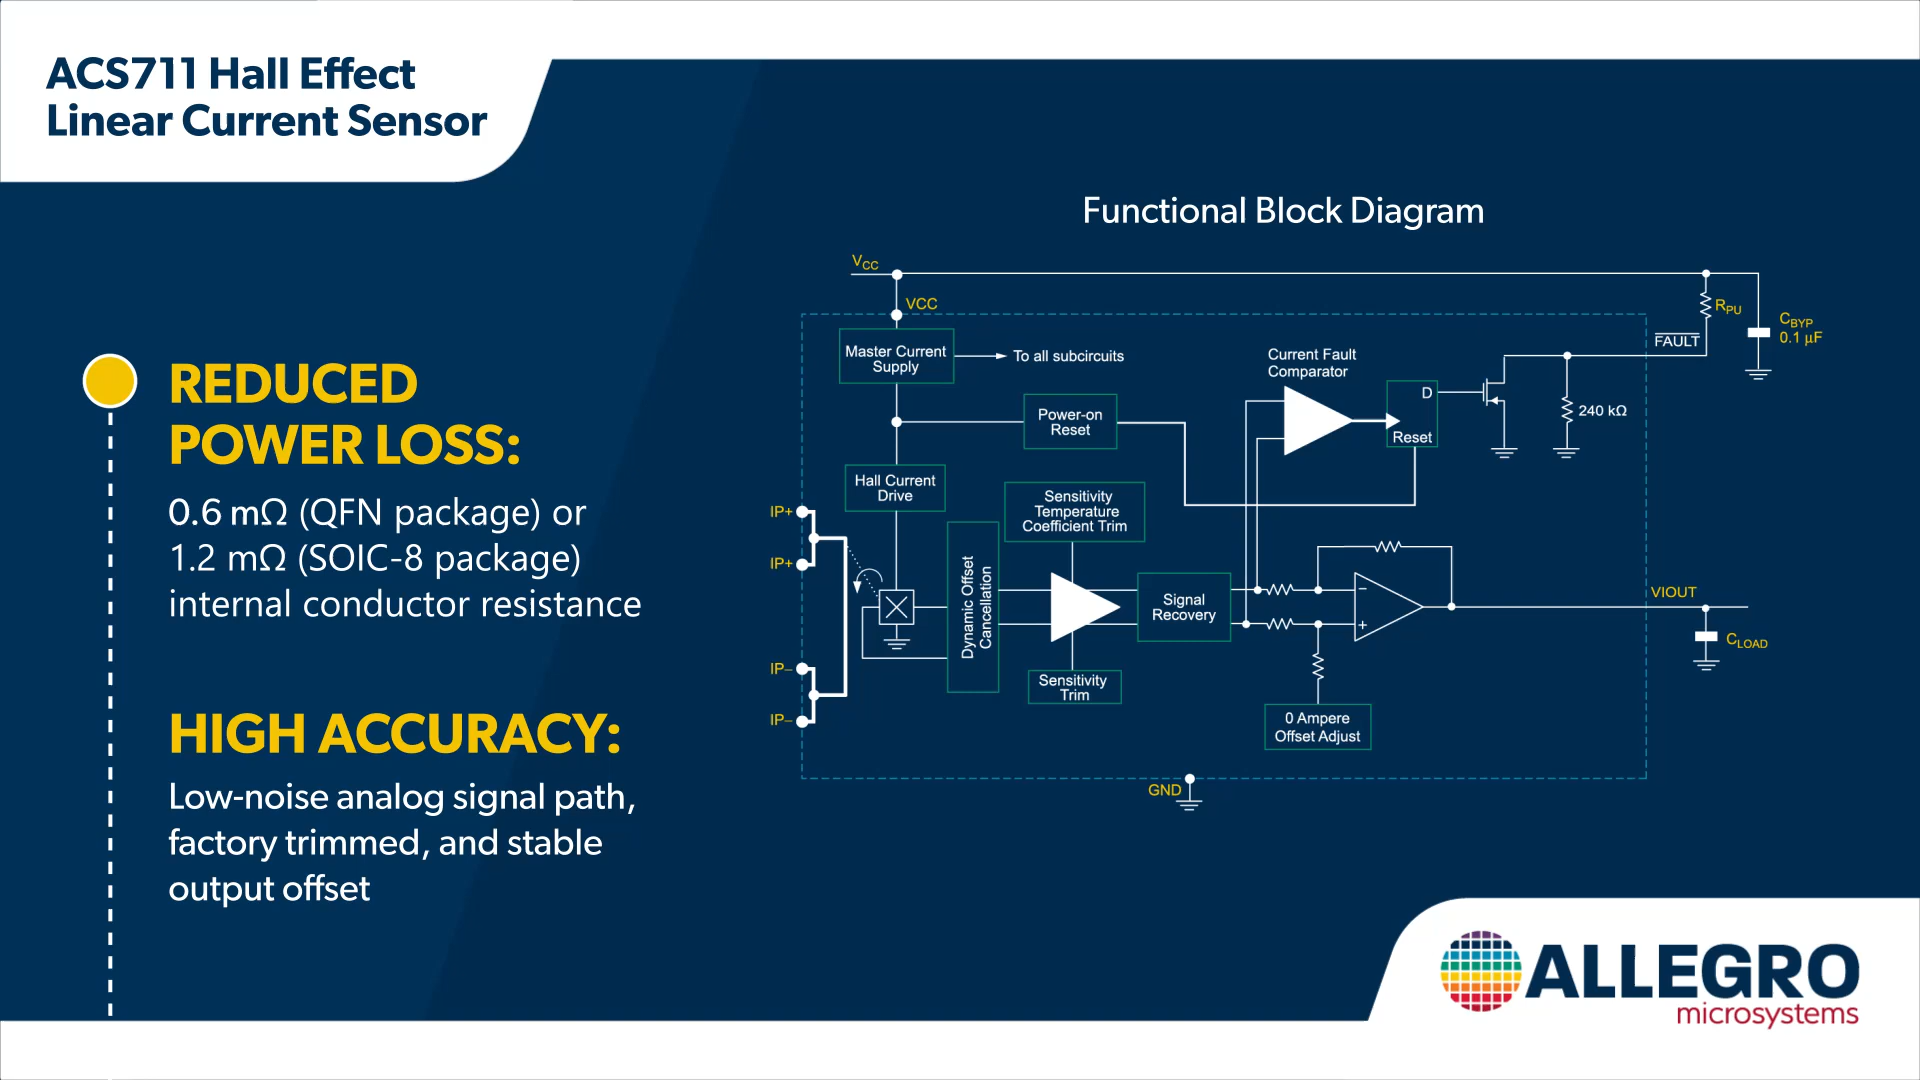 ACS711 Hall Effect
Linear Current Sensor
REDUCED
POWER LOSS:
0.6 mΩ (QFN package) or
1.2 mΩ (SOIC-8 package)
internal conductor resistance
HIGH ACCURACY:
Low-noise analog signal path,
factory trimmed, and stable
output offset
Functional Block Diagram
VCC
VCC
RPU
CBYP
0.1 µF
FAULT
Master Current
Supply
To all subcircuits
Current Fault
Comparator
Power-on
Reset
D
Reset
240 kΩ
Hall Current
Drive
Sensitivity
Temperature
Coefficient Trim
IP+
IP+
Dynamic Offset
Cancellation
Signal
Recovery
−
+
VIOUT
CLOAD
IP–
IP–
Sensitivity
Trim
0 Ampere
Offset Adjust
GND
ALLEGRO
microsystems